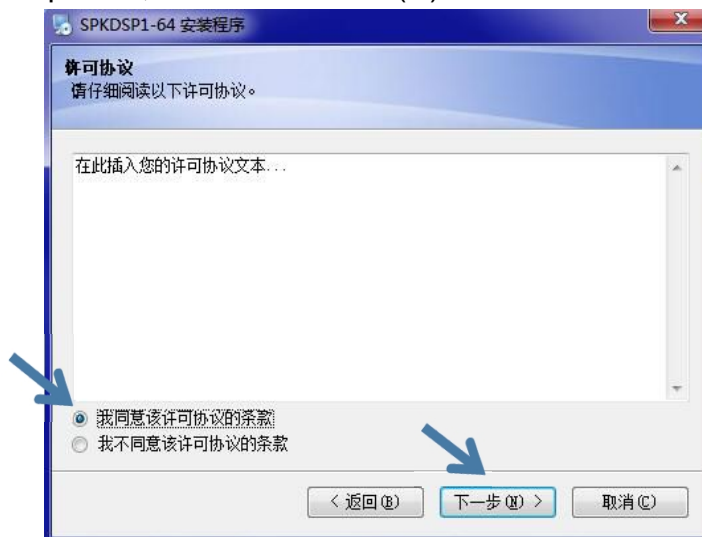 SPKDSP1-64 安装程序
许可协议
请仔细阅读以下许可协议。
在此插入您的许可协议文本...
我同意该许可协议的条款
我不同意该许可协议的条款
< 返回(B)
下一步(N) >
取消(C)